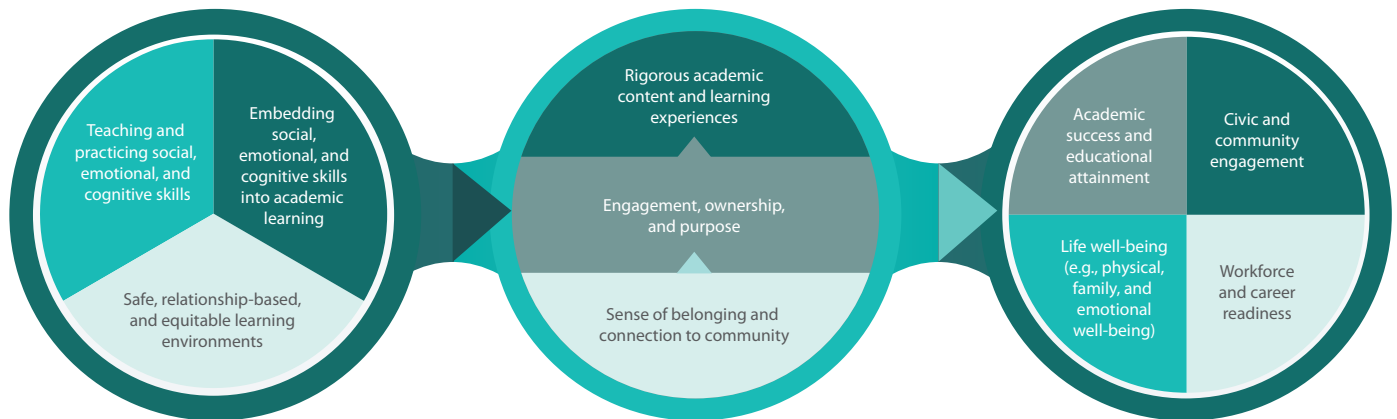 Teaching and
practicing social,
emotional, and
cognitive skills
Embedding
social,
emotional, and
cognitive skills
into academic
learning
Safe, relationship-based,
and equitable learning
environments
Rigorous academic
content and learning
experiences
Engagement, ownership,
and purpose
Sense of belonging and
connection to community
Academic
success and
educational
attainment
Civic and
community
engagement
Life well-being
(e.g., physical,
family, and
emotional
well-being)
Workforce
and career
readiness